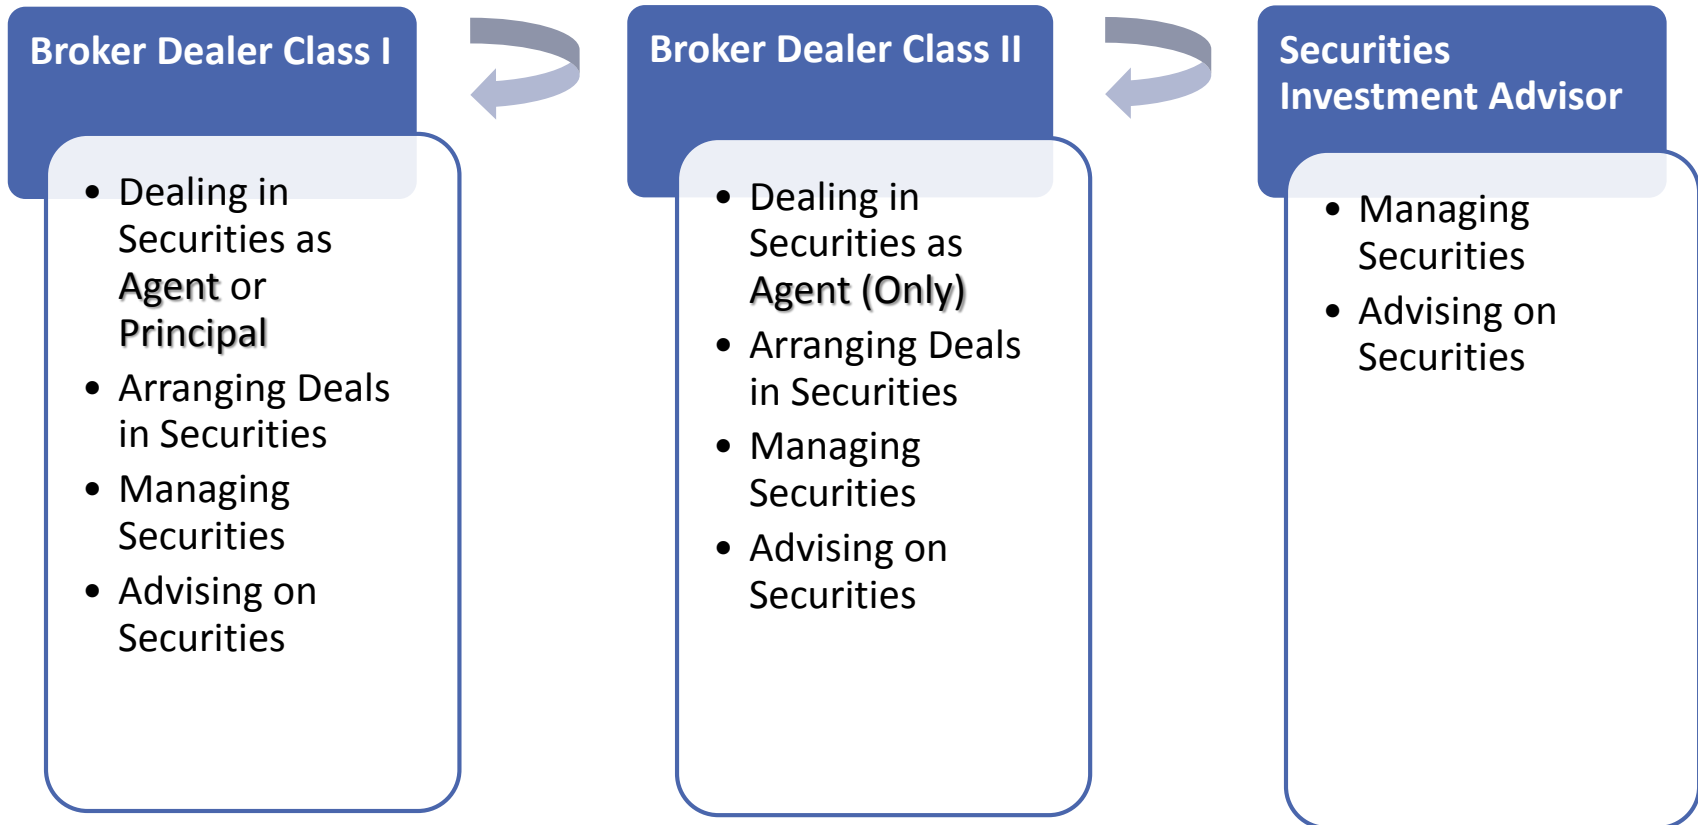 Broker Dealer Class I
• Dealing in
Securities as
Agent or
Principal
• Arranging Deals
in Securities
• Managing
Securities
• Advising on
Securities
Broker Dealer Class II
• Dealing in
Securities as
Agent (Only)
• Arranging Deals
in Securities
• Managing
Securities
• Advising on
Securities
Securities
Investment Advisor
• Managing
Securities
• Advising on
Securities